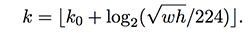 k = ⌊k₀ + log₂(√wh/224)⌋.